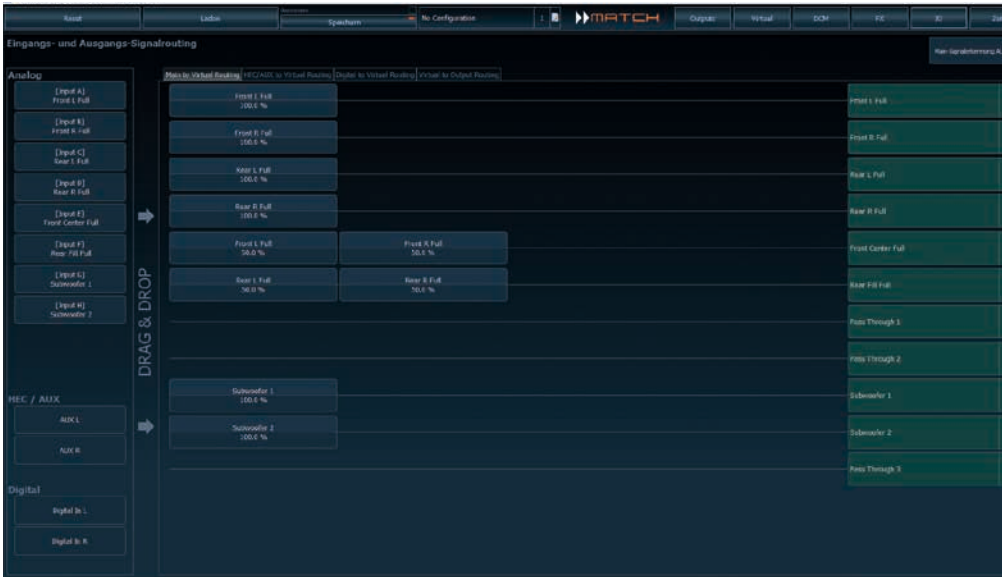 Reset
Laden
Speichern
No Configuration
1
MATCH
Outputs
Virtual
DCM
FX
IO
Eingangs- und Ausgangs-Signalrouting
Analog
[Input A]
Front L Full
[Input B]
Front R Full
[Input C]
Rear L Full
[Input D]
Rear R Full
[Input E]
Front Center Full
[Input F]
Rear Fill Full
[Input G]
Subwoofer 1
[Input H]
Subwoofer 2
HEC / AUX
AUX L
AUX R
Digital
Digital In L
Digital In R
DRAG & DROP
Main to Virtual Routing
HEC/AUX to Virtual Routing
Digital to Virtual Routing
Virtual to Output Routing
Front L Full
100.0 %
Front L Full
Front R Full
100.0 %
Front R Full
Rear L Full
100.0 %
Rear L Full
Rear R Full
100.0 %
Rear R Full
Front L Full
50.0 %
Front R Full
50.0 %
Front Center Full
Rear L Full
50.0 %
Rear R Full
50.0 %
Rear Fill Full
Pass Through 1
Pass Through 2
Subwoofer 1
100.0 %
Subwoofer 1
Subwoofer 2
100.0 %
Subwoofer 2
Pass Through 3